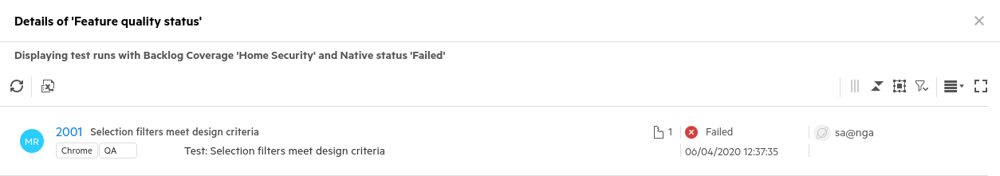 Details of 'Feature quality status'
Displaying test runs with Backlog Coverage 'Home Security' and Native status 'Failed'
MR 2001 Selection filters meet design criteria 1 Failed sa@nga
Chrome QA Test: Selection filters meet design criteria 06/04/2020 12:37:35